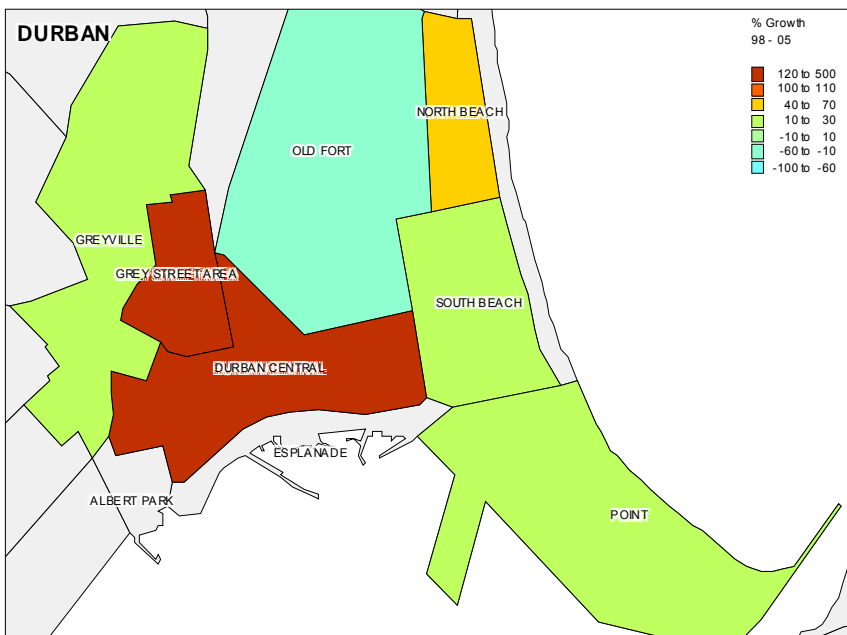 DURBAN
% Growth
98 - 05
120 to 500
100 to 110
40 to 70
10 to 30
-10 to 10
-60 to -10
-100 to -60
NORTH BEACH
OLD FORT
GREYVILLE
GREY STREET AREA
SOUTH BEACH
DURBAN CENTRAL
ESPLANADE
ALBERT PARK
POINT